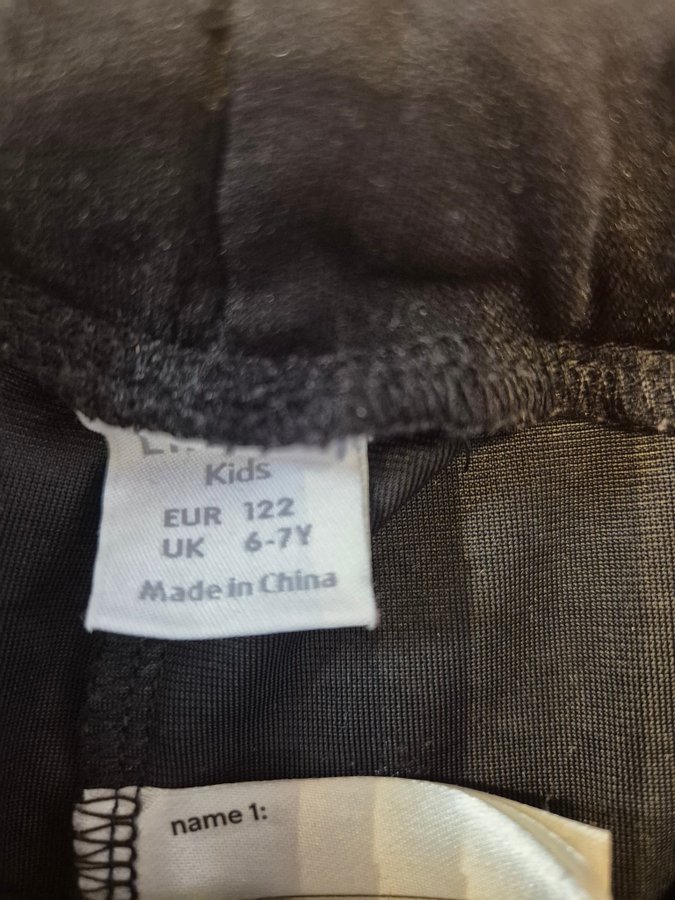 Kids
EUR 122
UK 6-7Y
Made in China
name 1: